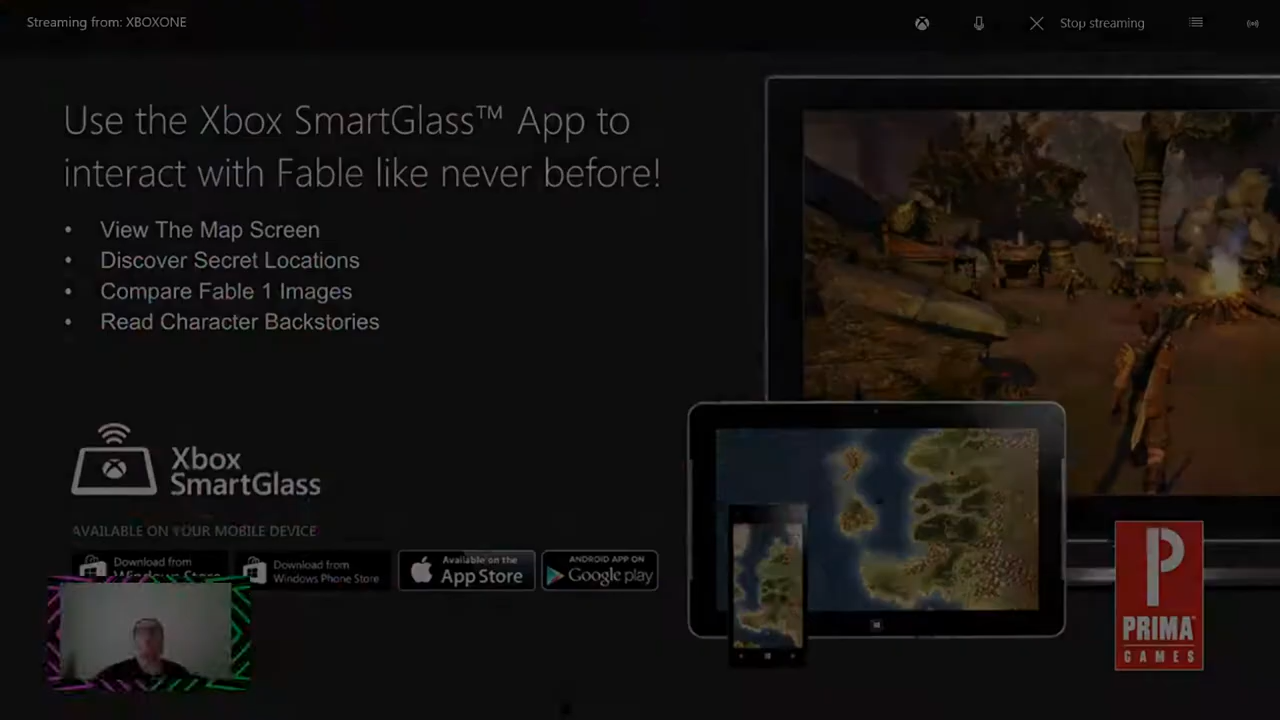 Streaming from: XBOXONE
Stop streaming
Use the Xbox SmartGlass™ App to
interact with Fable like never before!
• View The Map Screen
• Discover Secret Locations
• Compare Fable 1 Images
• Read Character Backstories
Xbox
SmartGlass
AVAILABLE ON YOUR MOBILE DEVICE
Download from
Windows Store
Download from
Windows Phone Store
Available on the
App Store
ANDROID APP ON
Google play
PRIMA
GAMES